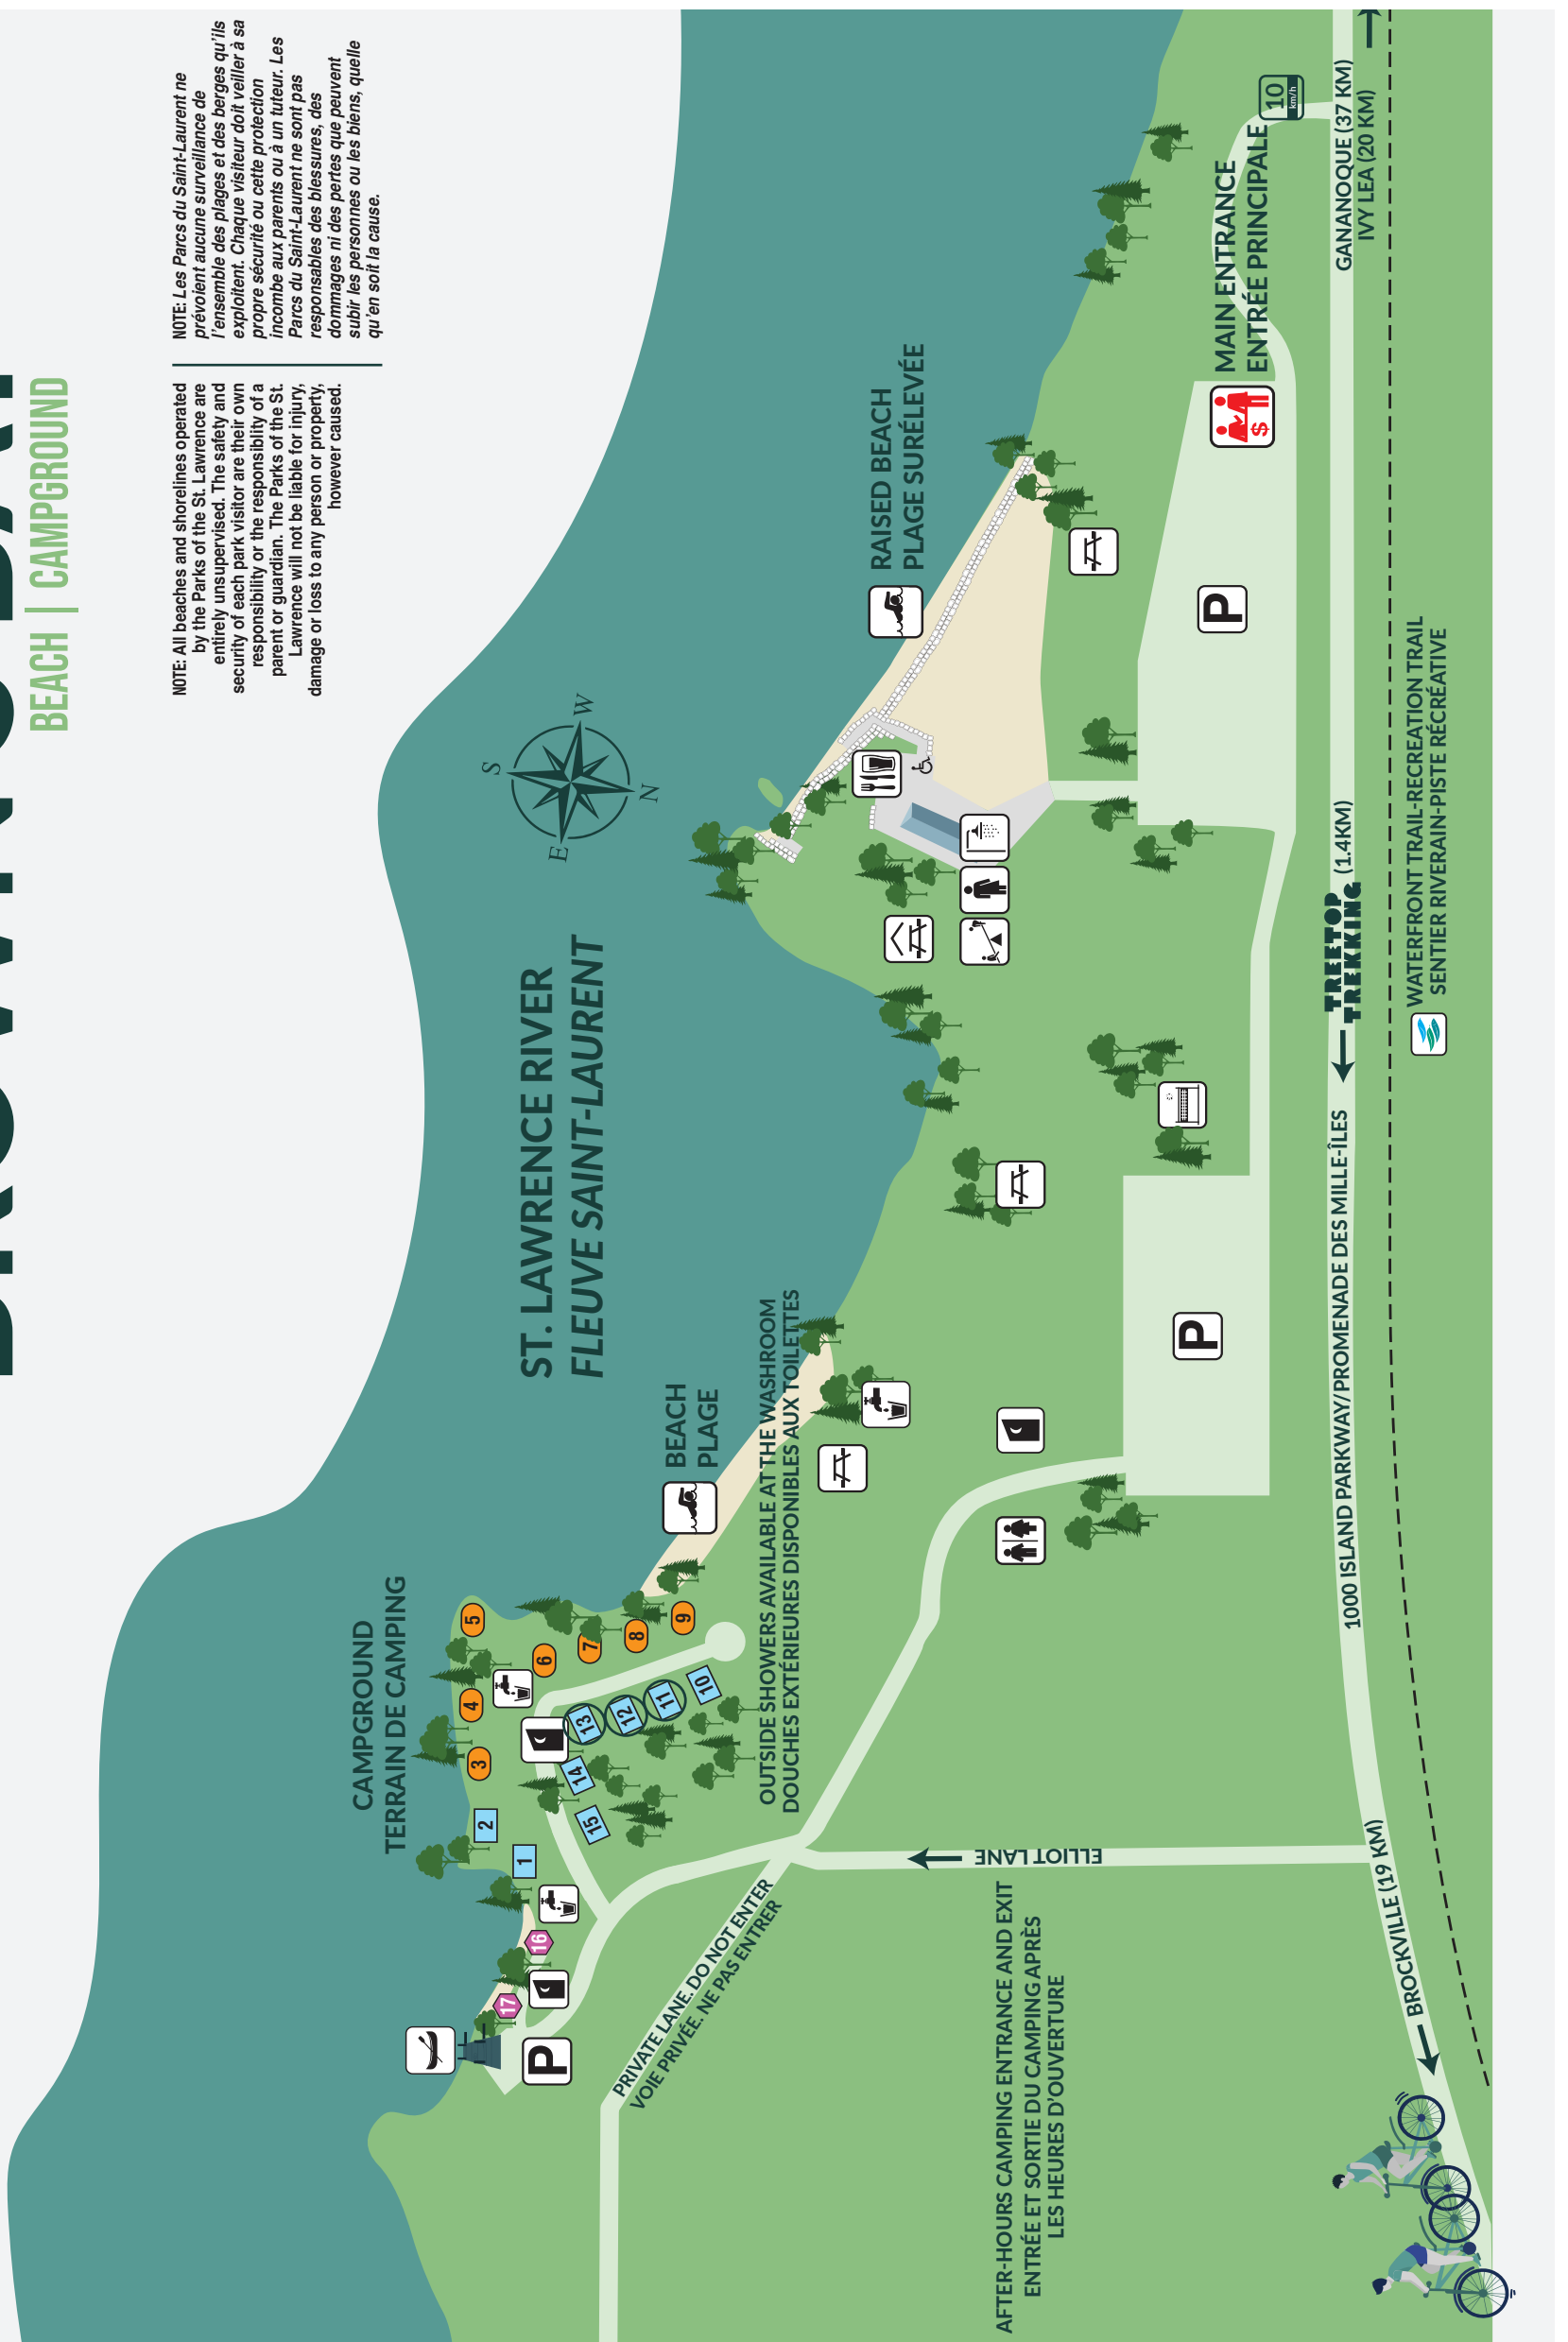 BEACH | CAMPGROUND
NOTE: All beaches and shorelines operated
by the Parks of the St. Lawrence are
entirely unsupervised. The safety and
security of each park visitor are their own
responsibility or the responsibility of a
parent or guardian. The Parks of the St.
Lawrence will not be liable for injury,
damage or loss to any person or property,
however caused.
NOTE: Les Parcs du Saint-Laurent ne
prévoient aucune surveillance de
l'ensemble des plages et des berges qu'ils
exploitent. Chaque visiteur doit veiller à sa
propre sécurité ou cette protection
incombe aux parents ou à un tuteur. Les
Parcs du Saint-Laurent ne sont pas
responsables des blessures, des
dommages ni des pertes que peuvent
subir les personnes ou les biens, quelle
qu'en soit la cause.
S
W
E
N
ST. LAWRENCE RIVER
FLEUVE SAINT-LAURENT
CAMPGROUND
TERRAIN DE CAMPING
BEACH
PLAGE
RAISED BEACH
PLAGE SURÉLEVÉE
1
2
3
4
5
6
7
8
9
10
11
12
13
14
15
16
17
P
OUTSIDE SHOWERS AVAILABLE AT THE WASHROOM
DOUCHES EXTÉRIEURES DISPONIBLES AUX TOILETTES
PRIVATE LANE. DO NOT ENTER
VOIE PRIVÉE. NE PAS ENTRER
ELLIOT LANE
AFTER-HOURS CAMPING ENTRANCE AND EXIT
ENTRÉE ET SORTIE DU CAMPING APRÈS
LES HEURES D'OUVERTURE
P
P
$
MAIN ENTRANCE
ENTRÉE PRINCIPALE
10
km/h
BROCKVILLE (19 KM)
1000 ISLAND PARKWAY/PROMENADE DES MILLE-ÎLES
TREETOP
TREKKING
(1.4KM)
GANANOQUE (37 KM)
IVY LEA (20 KM)
WATERFRONT TRAIL-RECREATION TRAIL
SENTIER RIVERAIN-PISTE RÉCRÉATIVE